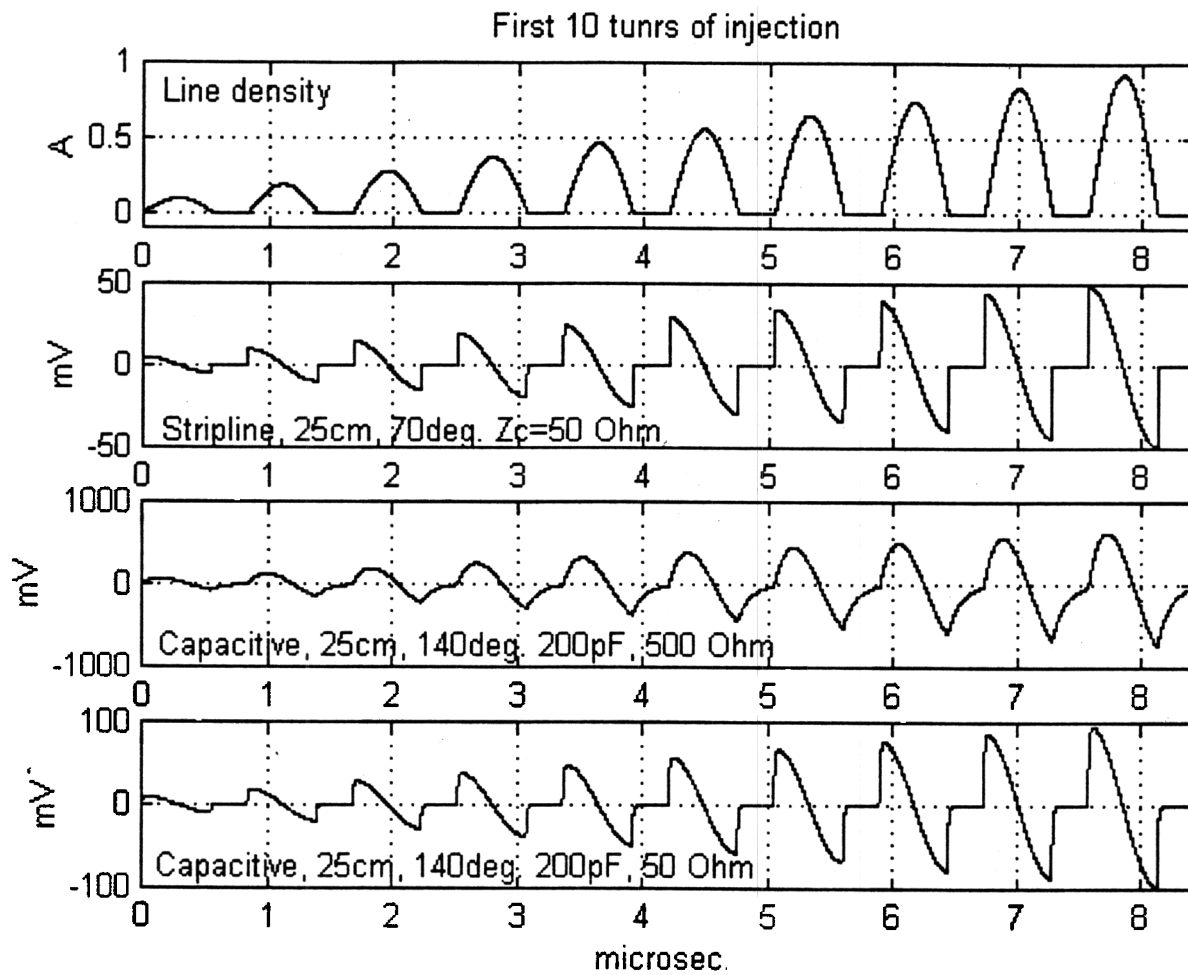 First 10 tunrs of injection
1
0.5
0
A
Line density
0 1 2 3 4 5 6 7 8
50
0
-50
mV
Stripline, 25cm, 70deg. Zc=50 Ohm
0 1 2 3 4 5 6 7 8
1000
0
-1000
mV
Capacitive, 25cm, 140deg. 200pF, 500 Ohm
0 1 2 3 4 5 6 7 8
100
0
-100
mV
Capacitive, 25cm, 140deg. 200pF, 50 Ohm
0 1 2 3 4 5 6 7 8
microsec.